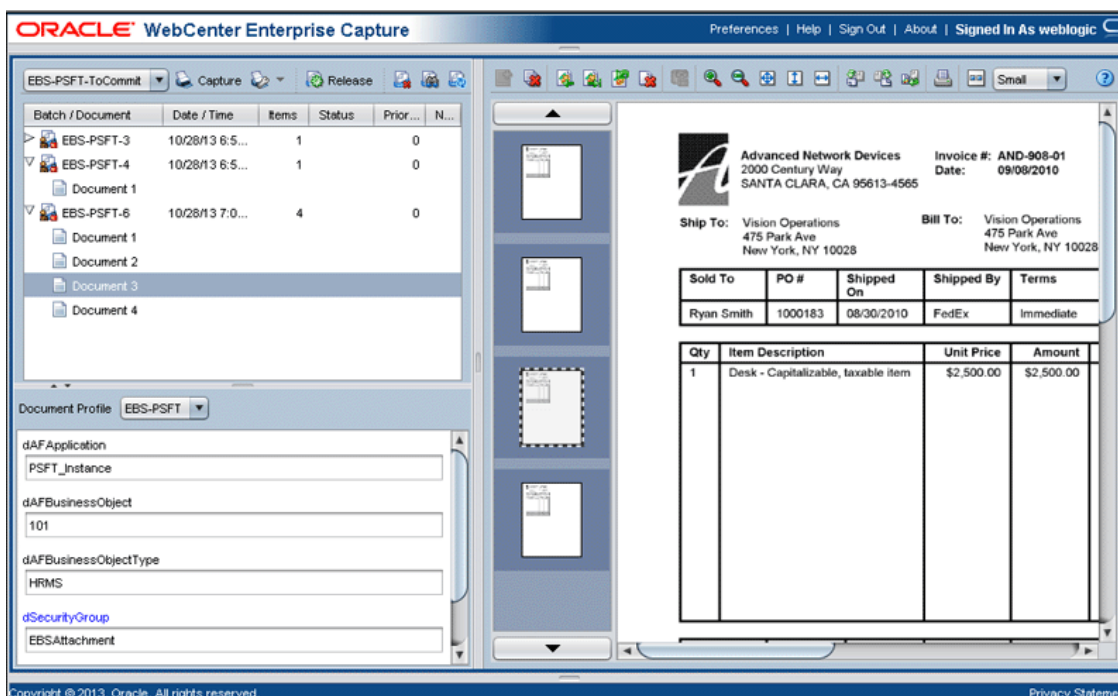 ORACLE® WebCenter Enterprise Capture
Preferences | Help | Sign Out | About | Signed In As weblogic
EBS-PSFT-ToCommit Capture Release
Batch / Document Date / Time Items Status Prior... N...
EBS-PSFT-3 10/28/13 6:5... 1 0
EBS-PSFT-4 10/28/13 6:5... 1 0
Document 1
EBS-PSFT-6 10/28/13 7:0... 4 0
Document 1
Document 2
Document 3
Document 4
Document Profile EBS-PSFT
dAFApplication
PSFT_Instance
dAFBusinessObject
101
dAFBusinessObjectType
HRMS
dSecurityGroup
EBSAttachment
Small
Advanced Network Devices
2000 Century Way
SANTA CLARA, CA 95613-4565
Invoice #: AND-908-01
Date: 09/08/2010
Ship To: Vision Operations
475 Park Ave
New York, NY 10028
Bill To: Vision Operations
475 Park Ave
New York, NY 10028
Sold To PO # Shipped On Shipped By Terms
Ryan Smith 1000183 08/30/2010 FedEx Immediate
Qty Item Description Unit Price Amount
1 Desk - Capitalizable, taxable item $2,500.00 $2,500.00
Copyright © 2013, Oracle. All rights reserved.
Privacy Stateme